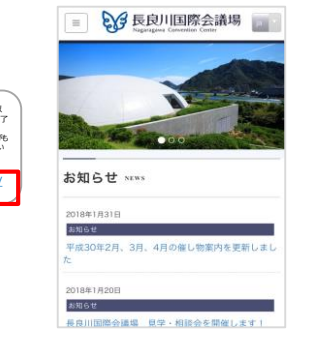 長良川国際会議場
Nagaragawa Convention Center
お知らせ NEWS
2018年1月31日
お知らせ
平成30年2月、3月、4月の催し物案内を更新しまし
た
2018年1月20日
お知らせ
長良川国際会議場 見学・相談会を開催します!